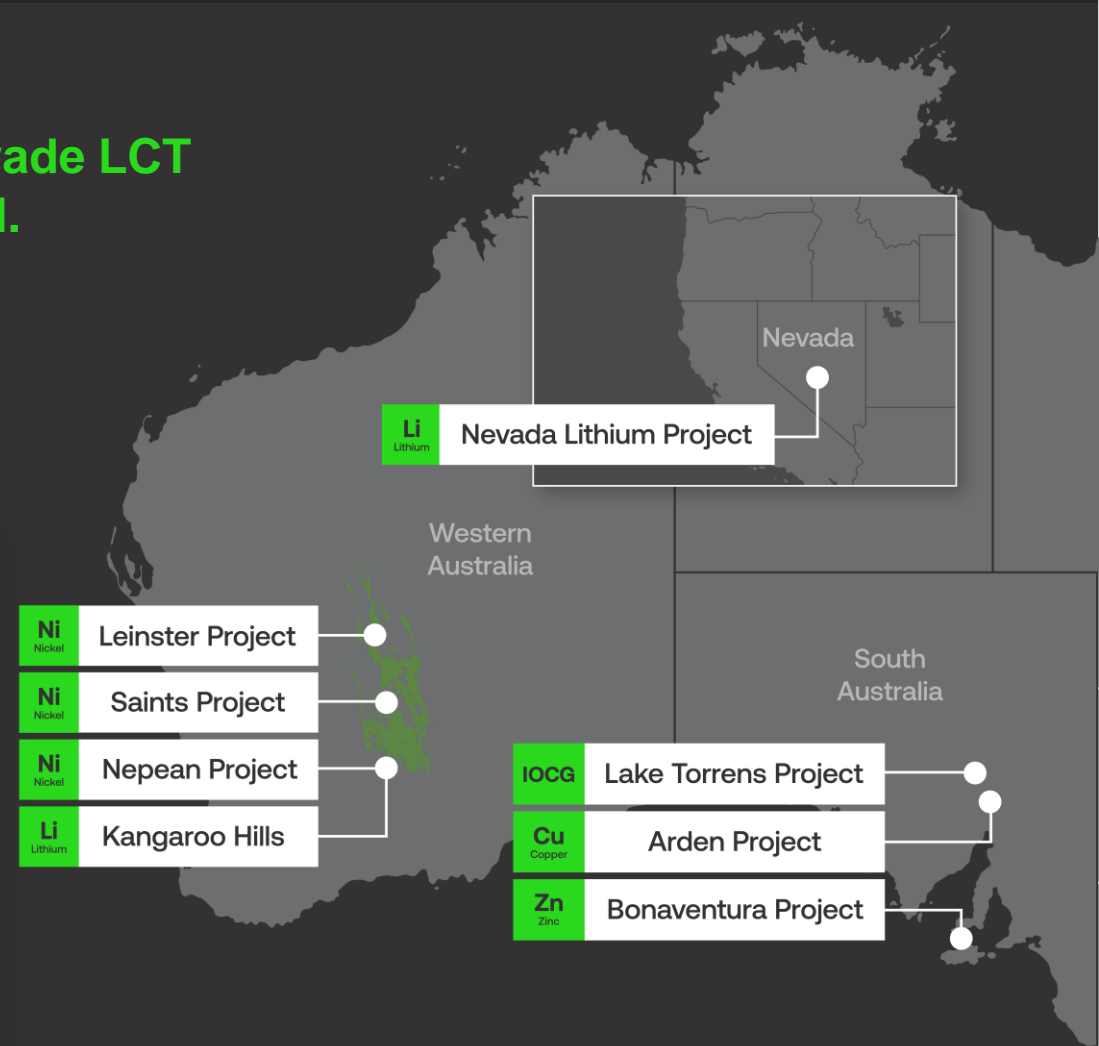 LCT
Nevada
Li
Lithium
Nevada Lithium Project
Western
Australia
Ni
Nickel
Leinster Project
Ni
Nickel
Saints Project
Ni
Nickel
Nepean Project
Li
Lithium
Kangaroo Hills
South
Australia
IOCG
Lake Torrens Project
Cu
Copper
Arden Project
Zn
Zinc
Bonaventura Project